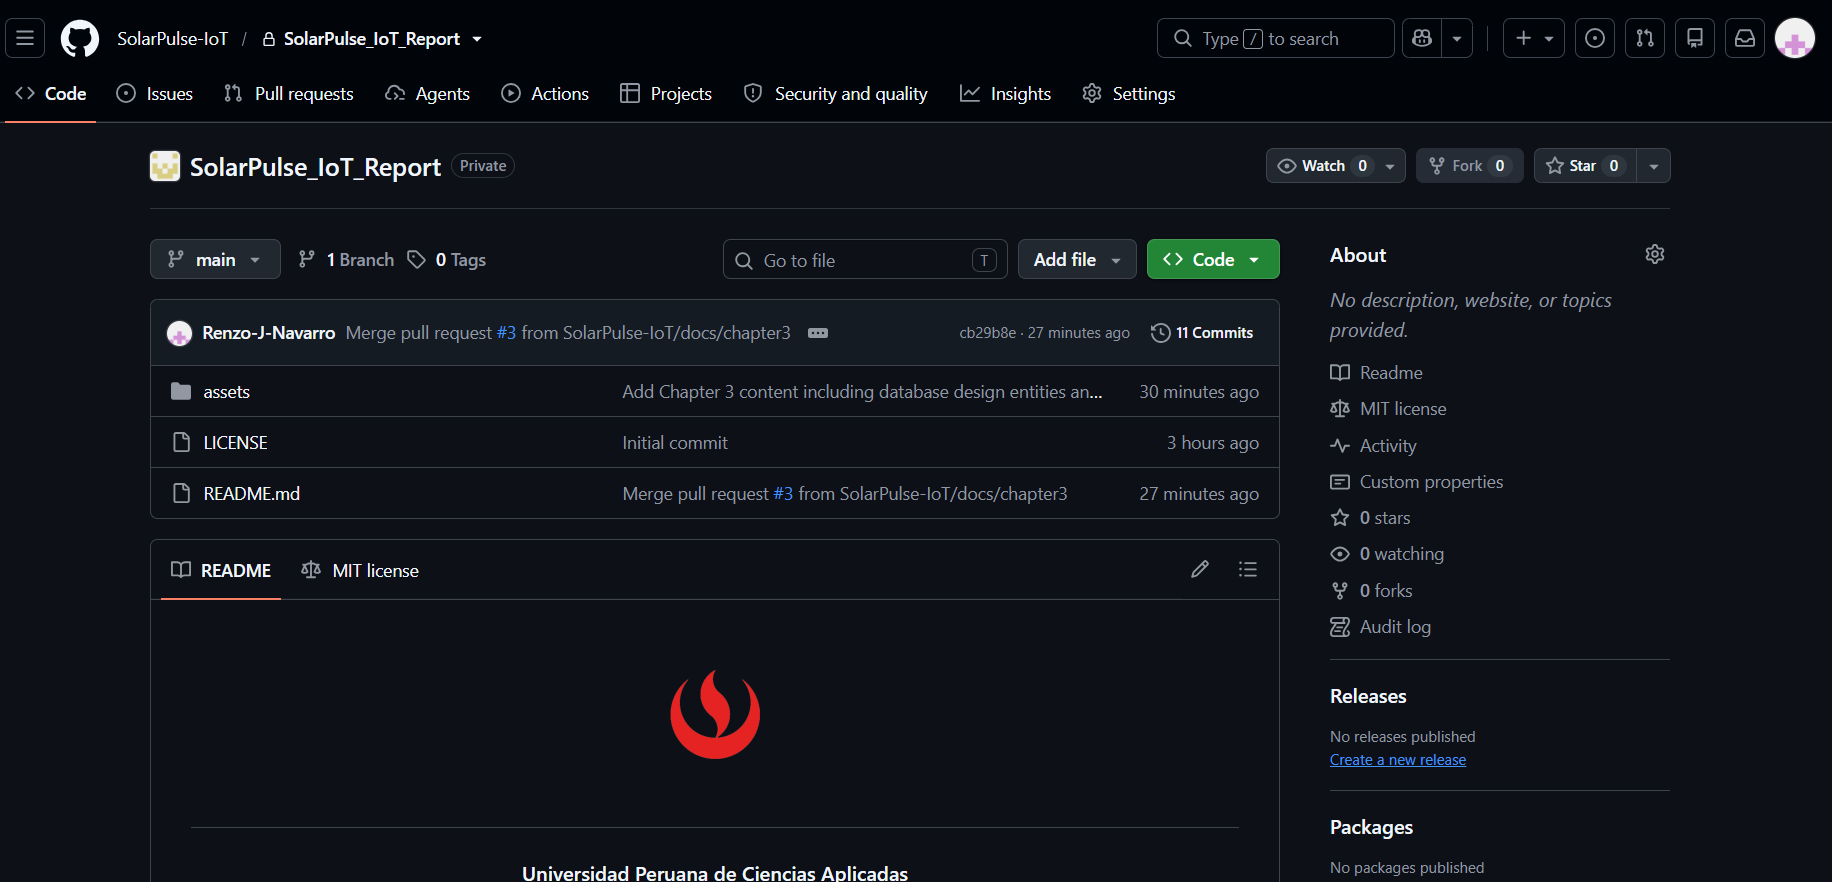 SolarPulse-IoT / SolarPulse_IoT_Report
Type / to search
Code
Issues
Pull requests
Agents
Actions
Projects
Security and quality
Insights
Settings
SolarPulse_IoT_Report Private
Watch 0
Fork 0
Star 0
main
1 Branch
0 Tags
Go to file T
Add file
Code
Renzo-J-Navarro Merge pull request #3 from SolarPulse-IoT/docs/chapter3
cb29b8e · 27 minutes ago
11 Commits
assets Add Chapter 3 content including database design entities an... 30 minutes ago
LICENSE Initial commit 3 hours ago
README.md Merge pull request #3 from SolarPulse-IoT/docs/chapter3 27 minutes ago
README
MIT license
Universidad Peruana de Ciencias Aplicadas
About
No description, website, or topics
provided.
Readme
MIT license
Activity
Custom properties
0 stars
0 watching
0 forks
Audit log
Releases
No releases published
Create a new release
Packages
No packages published